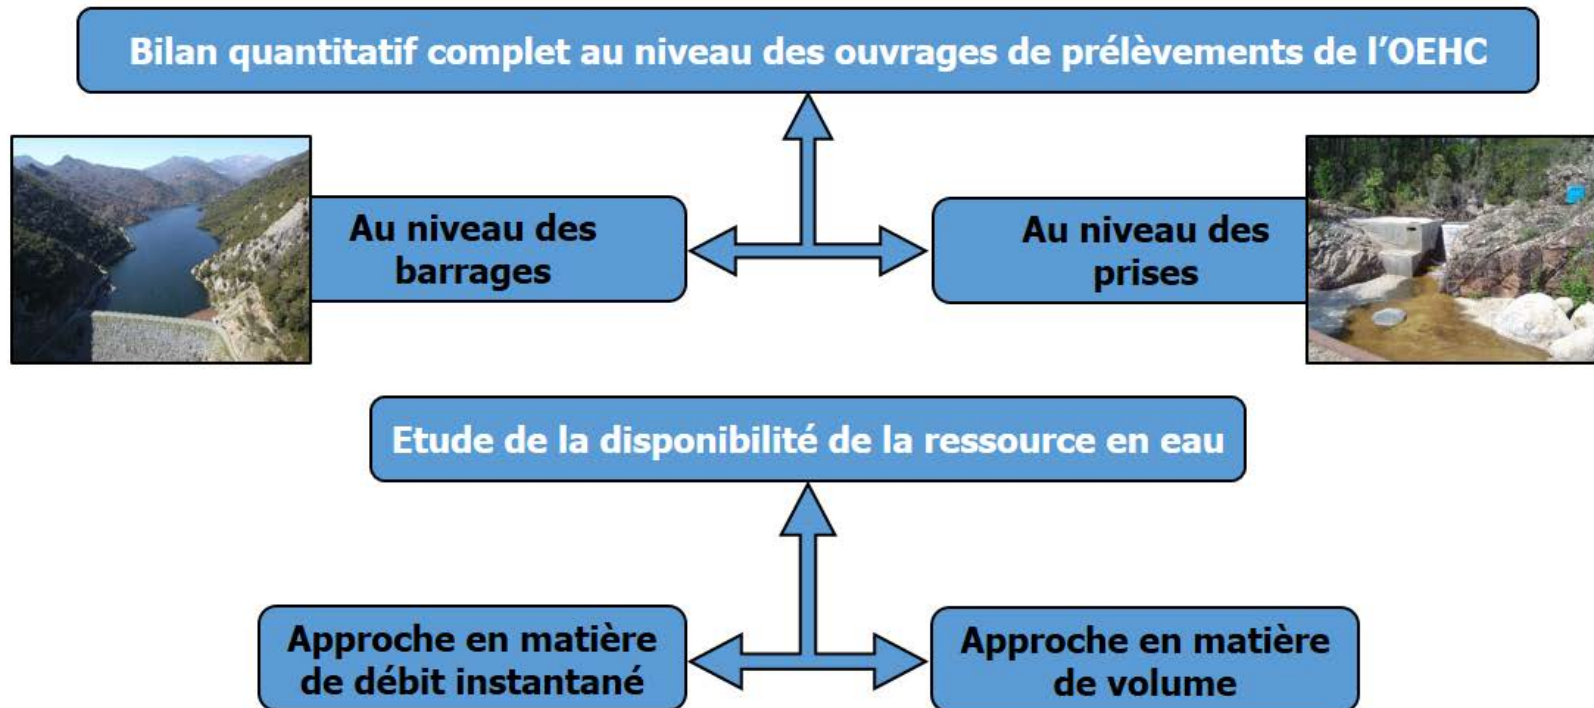 Bilan quantitatif complet au niveau des ouvrages de prélèvements de l’OEHC
Au niveau des
barrages
Au niveau des
prises
Etude de la disponibilité de la ressource en eau
Approche en matière
de débit instantané
Approche en matière
de volume